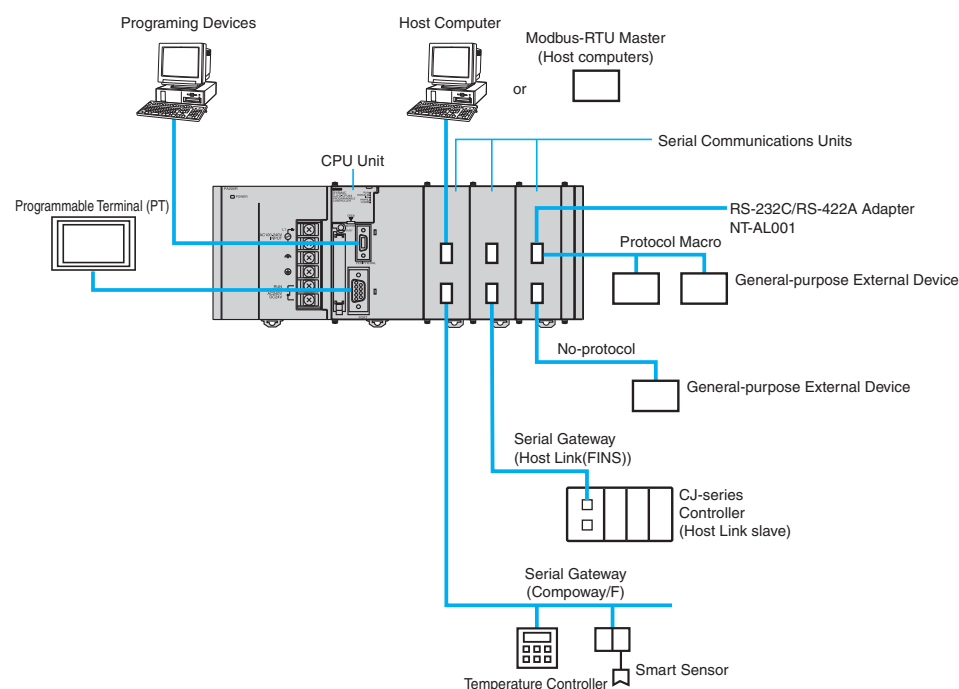 Programing Devices
Host Computer
Modbus-RTU Master
(Host computers)
or
Serial Communications Units
CPU Unit
Programmable Terminal (PT)
POWER
RS-232C/RS-422A Adapter
NT-AL001
Protocol Macro
General-purpose External Device
No-protocol
General-purpose External Device
Serial Gateway
(Host Link(FINS))
CJ-series
Controller
(Host Link slave)
Serial Gateway
(Compoway/F)
Smart Sensor
Temperature Controller